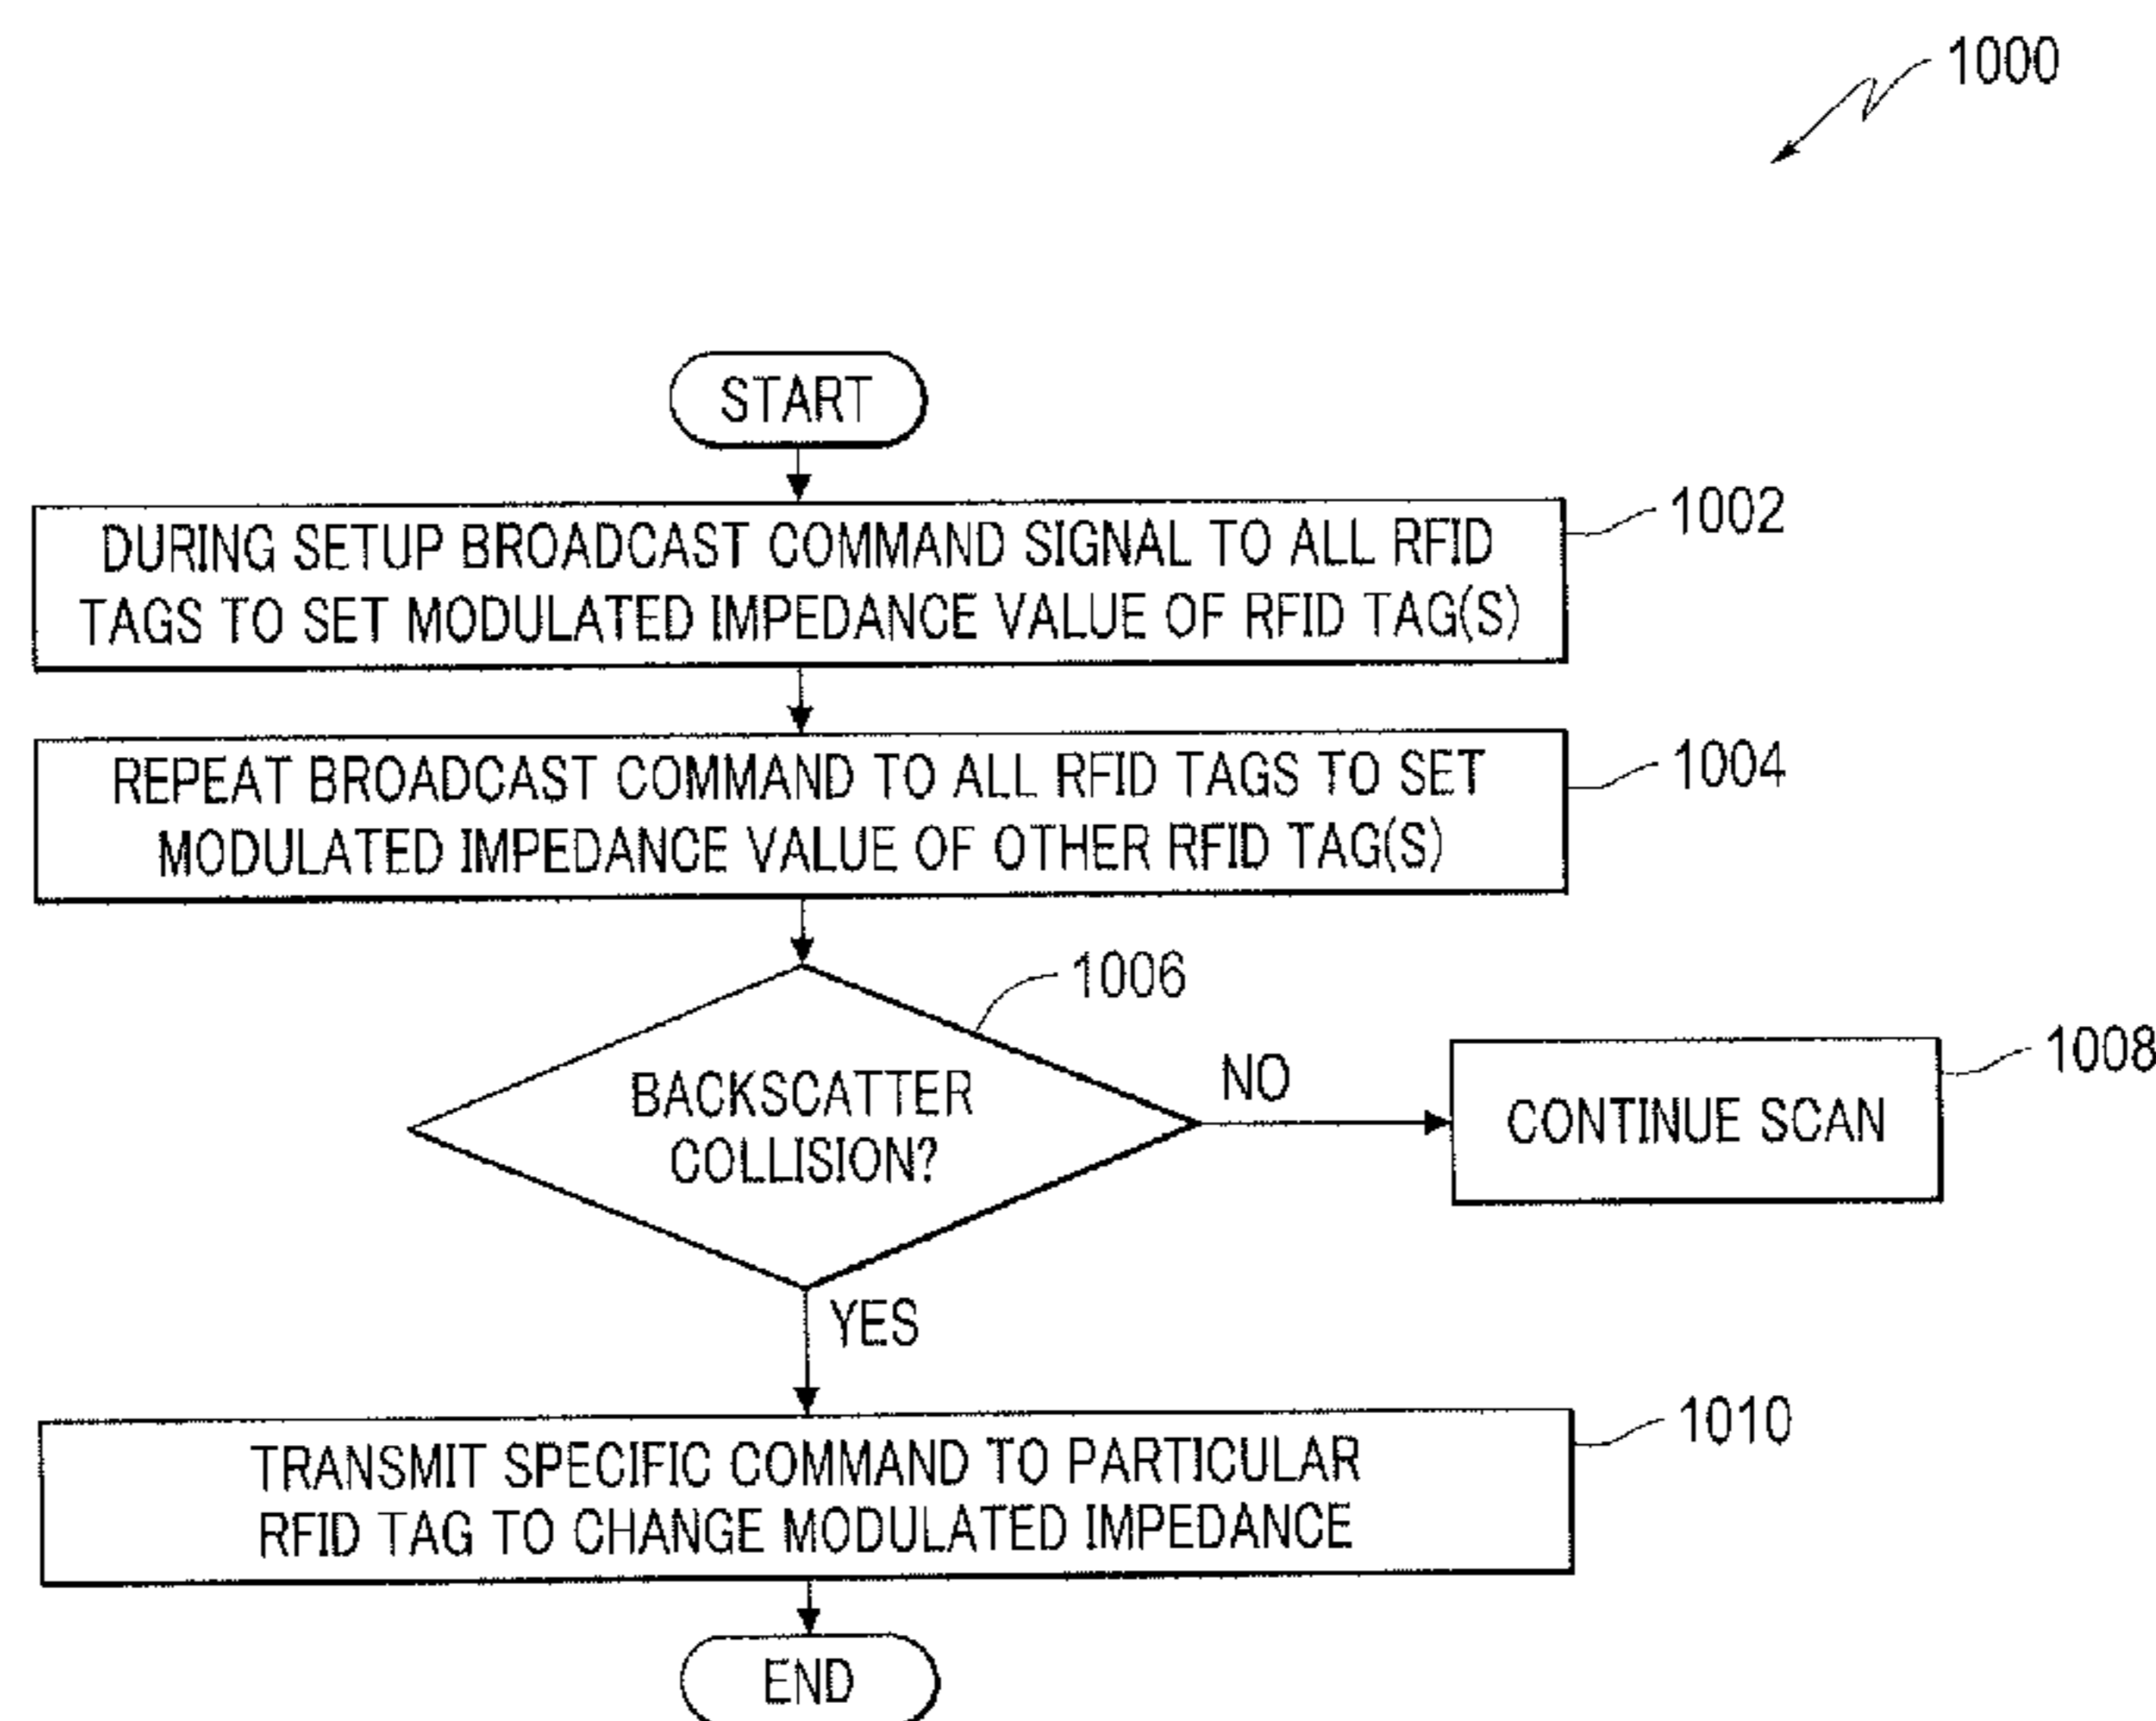 1000
START
DURING SETUP BROADCAST COMMAND SIGNAL TO ALL RFID
TAGS TO SET MODULATED IMPEDANCE VALUE OF RFID TAG(S)
1002
REPEAT BROADCAST COMMAND TO ALL RFID TAGS TO SET
MODULATED IMPEDANCE VALUE OF OTHER RFID TAG(S)
1004
BACKSCATTER
COLLISION?
1006
NO
CONTINUE SCAN
1008
YES
TRANSMIT SPECIFIC COMMAND TO PARTICULAR
RFID TAG TO CHANGE MODULATED IMPEDANCE
1010
END